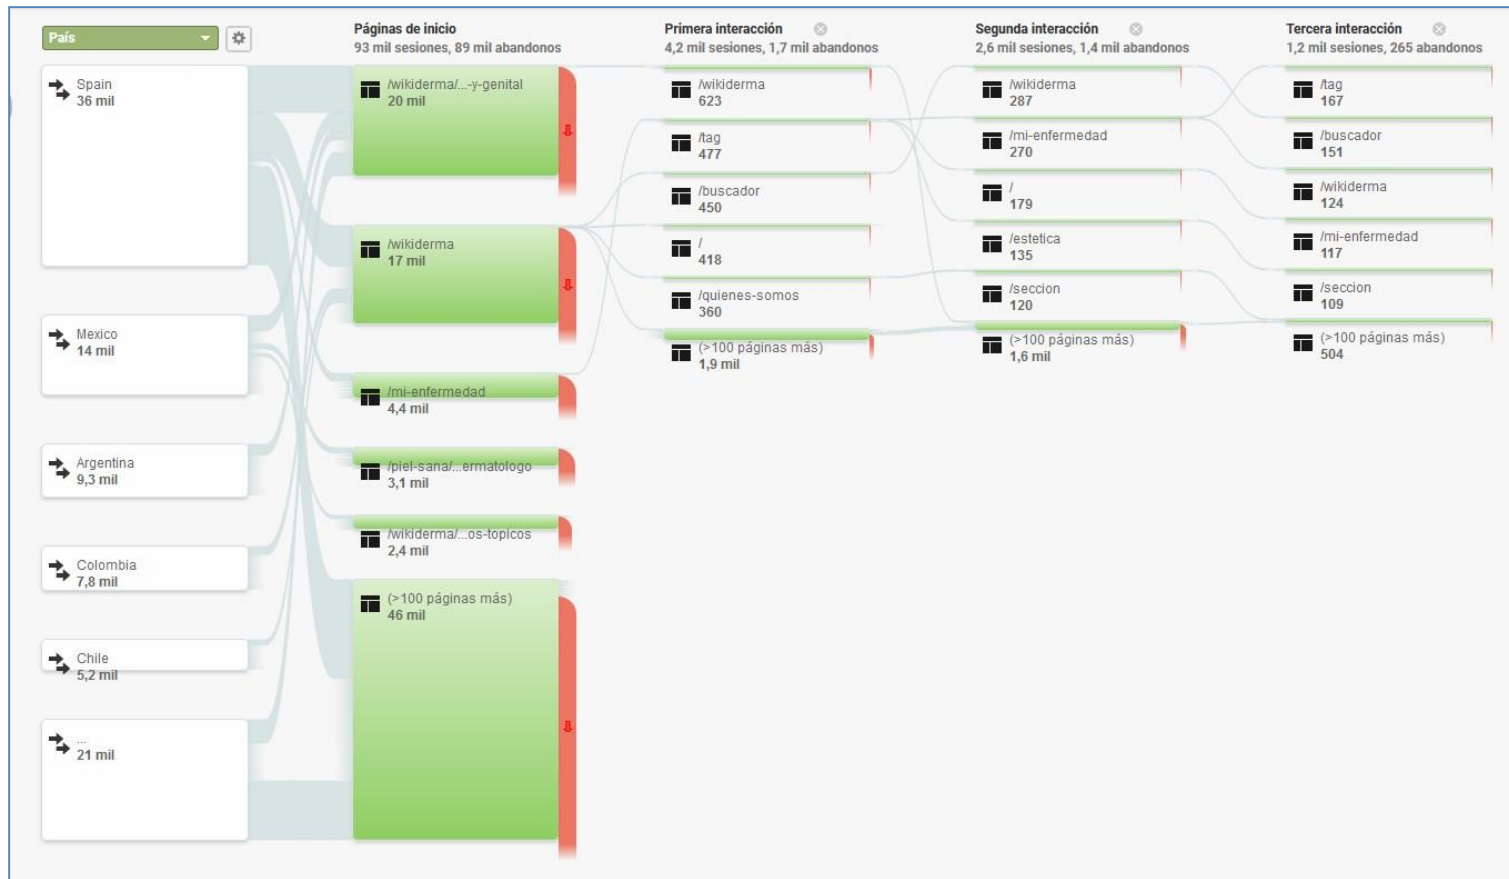 País
Spain
36 mil
Mexico
14 mil
Argentina
9,3 mil
Colombia
7,8 mil
Chile
5,2 mil
...
21 mil
Páginas de inicio
93 mil sesiones, 89 mil abandonos
/wikiderma/...-y-genital
20 mil
/wikiderma
17 mil
/mi-enfermedad
4,4 mil
/piel-sana/...ermatologo
3,1 mil
/wikiderma/...os-topicos
2,4 mil
(>100 páginas más)
46 mil
Primera interacción
4,2 mil sesiones, 1,7 mil abandonos
/wikiderma
623
/tag
477
/buscador
450
/
418
/quienes-somos
360
(>100 páginas más)
1,9 mil
Segunda interacción
2,6 mil sesiones, 1,4 mil abandonos
/wikiderma
287
/mi-enfermedad
270
/
179
/estetica
135
/seccion
120
(>100 páginas más)
1,6 mil
Tercera interacción
1,2 mil sesiones, 265 abandonos
/tag
167
/buscador
151
/wikiderma
124
/mi-enfermedad
117
/seccion
109
(>100 páginas más)
504